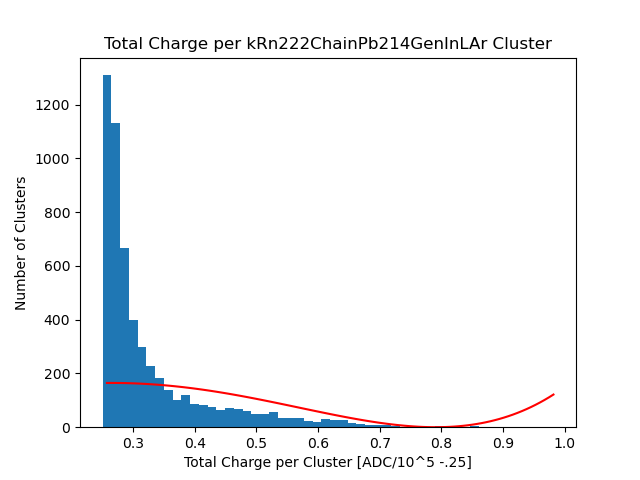 Total Charge per kRn222ChainPb214GenInLAr Cluster
1200
1000
800
600
400
200
0
Number of Clusters
0.3 0.4 0.5 0.6 0.7 0.8 0.9 1.0
Total Charge per Cluster [ADC/10^5 -.25]